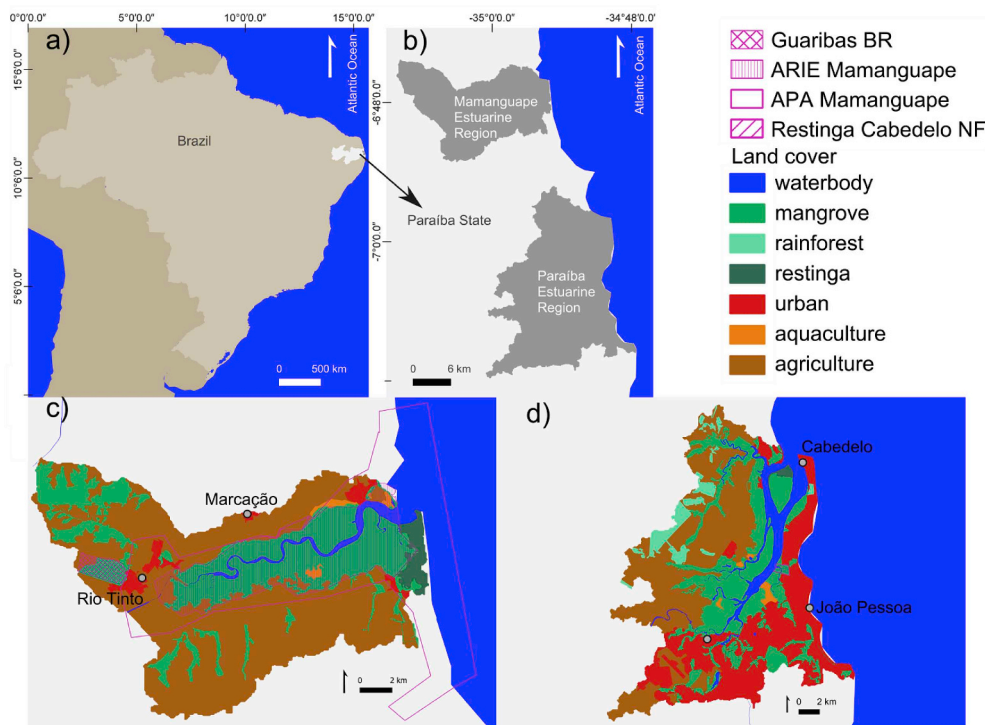 0°0'0.0"
10°0'0.0"
15°0'0.0"
a)
15°6'0.0"
10°6'0.0"
5°6'0.0"
Atlantic Ocean
Brazil
0
500 km
-35°0'0.0"
-34°48'0.0"
b)
-6°48'0.0"
-7°0'0.0"
Atlantic Ocean
Mamanguape
Estuarine
Region
Paraíba State
Paraíba
Estuarine
Region
0
6 km
Guaribas BR
ARIE Mamanguape
APA Mamanguape
Restinga Cabedelo NF
Land cover
waterbody
mangrove
rainforest
restinga
urban
aquaculture
agriculture
c)
Marcação
Rio Tinto
0
2 km
d)
Cabedelo
João Pessoa
0
2 km